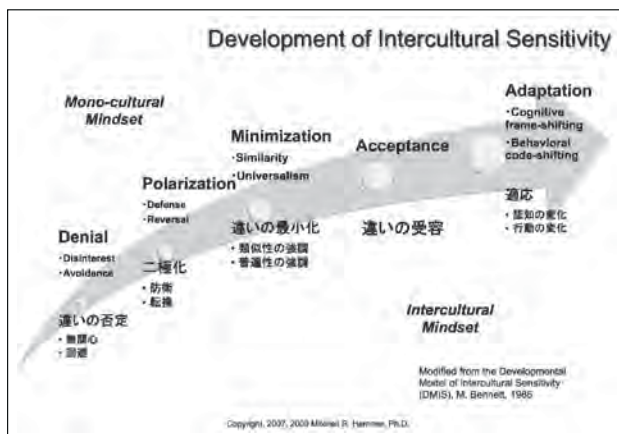 Development of Intercultural Sensitivity
Mono-cultural
Mindset
Denial
・Disinterest
・Avoidence
違いの否定
・無関心
・回避
Polarization
・Defense
・Reversal
二極化
・防衛
・転換
Minimization
・Similarity
・Universalism
違いの最小化
・類似性の強調
・普遍性の強調
Acceptance
違いの受容
Adaptation
・Cognitive
frame-shifting
・Behavioral
code-shifting
適応
・認知の変化
・行動の変化
Intercultural
Mindset
Modified from the Developmental
Model of Intercultural Sensitivity
(DMIS), M. Bennett, 1986
Copyright, 2007, 2009 Mitchell R. Hammer, Ph.D.